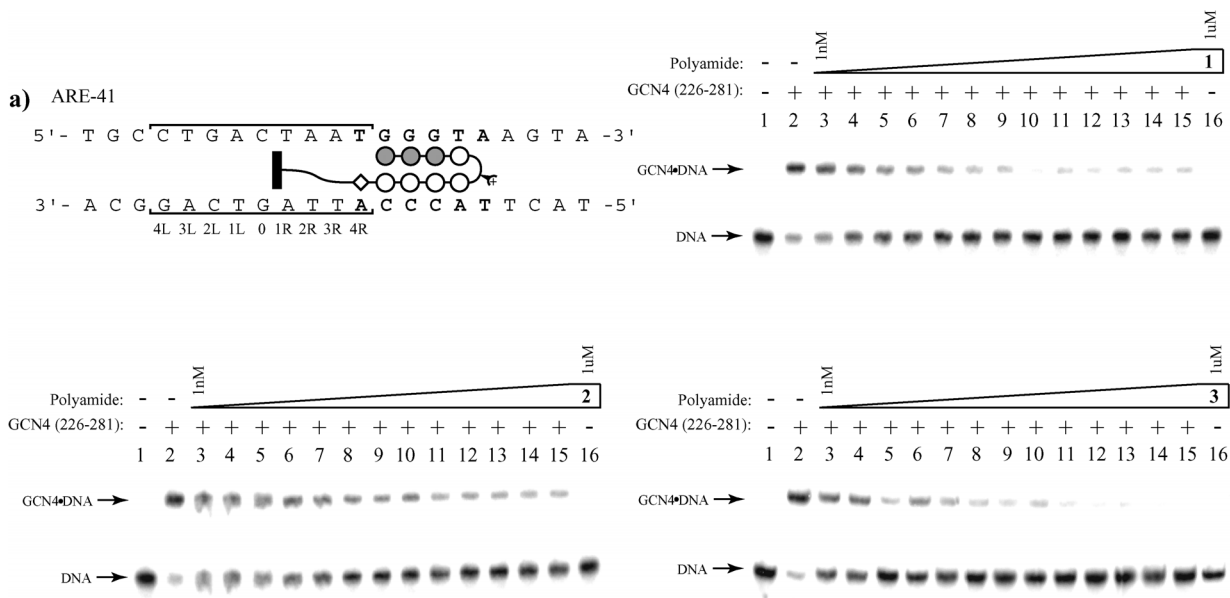 a) ARE-41
5'- T G C C T G A C T A A T G G G T A A G T A -3'
+
3'- A C G G A C T G A T T A C C C A T T C A T -5'
4L 3L 2L 1L 0 1R 2R 3R 4R
1nM 1uM
Polyamide: - - 1
GCN4 (226-281): - + + + + + + + + + + + + + + -
1 2 3 4 5 6 7 8 9 10 11 12 13 14 15 16
GCN4•DNA
DNA
1nM 1uM
Polyamide: - - 2
GCN4 (226-281): - + + + + + + + + + + + + + + -
1 2 3 4 5 6 7 8 9 10 11 12 13 14 15 16
GCN4•DNA
DNA
1nM 1uM
Polyamide: - - 3
GCN4 (226-281): - + + + + + + + + + + + + + + -
1 2 3 4 5 6 7 8 9 10 11 12 13 14 15 16
GCN4•DNA
DNA